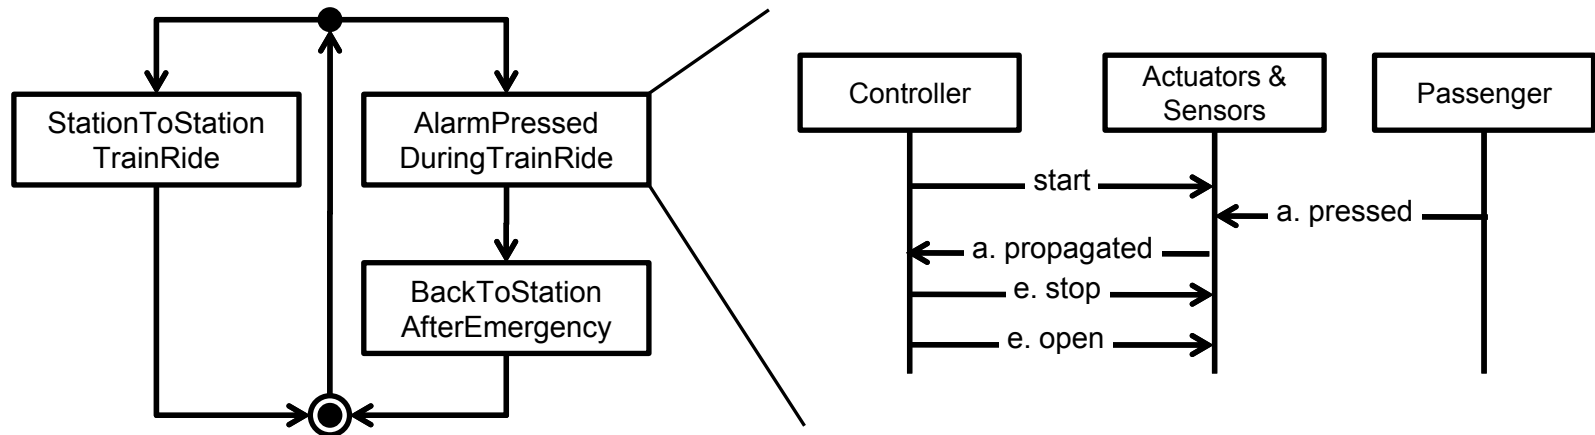 StationToStation
TrainRide
AlarmPressed
DuringTrainRide
BackToStation
AfterEmergency
Controller
Actuators &
Sensors
Passenger
start
a. pressed
a. propagated
e. stop
e. open